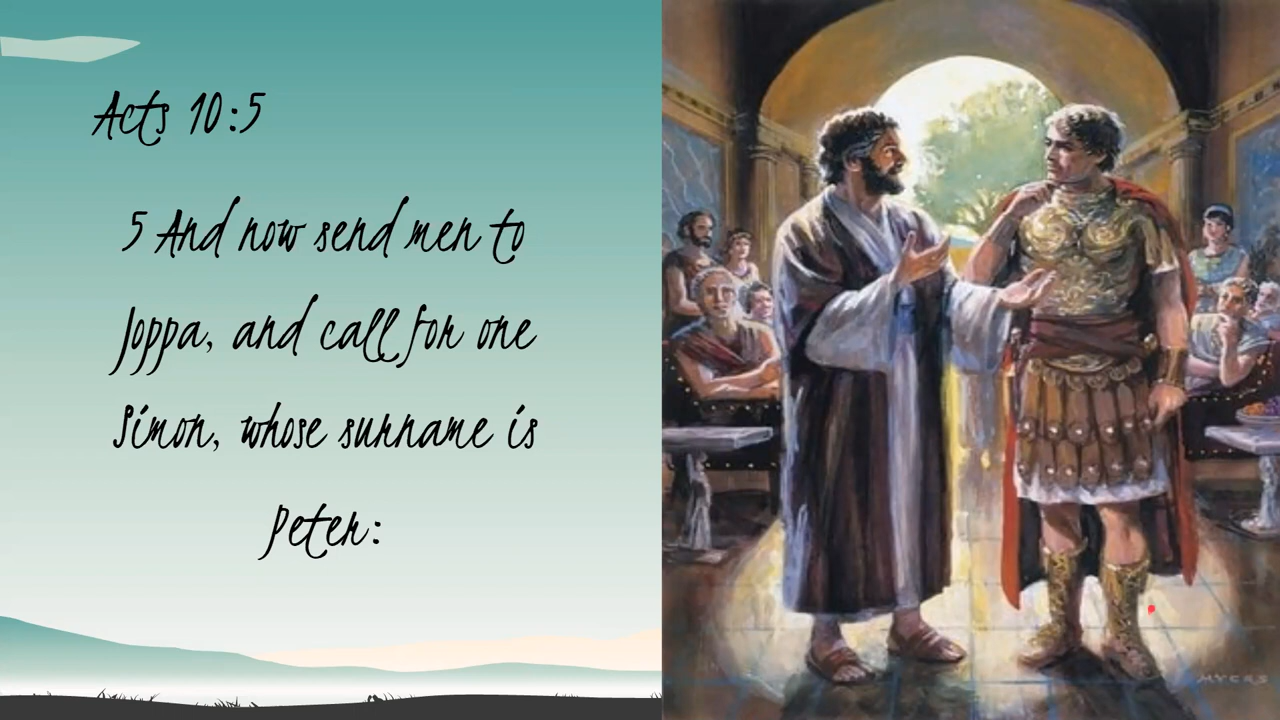 Acts 10:5
5 And now send men to
Joppa, and call for one
Simon, whose surname is
Peter:
MYERS